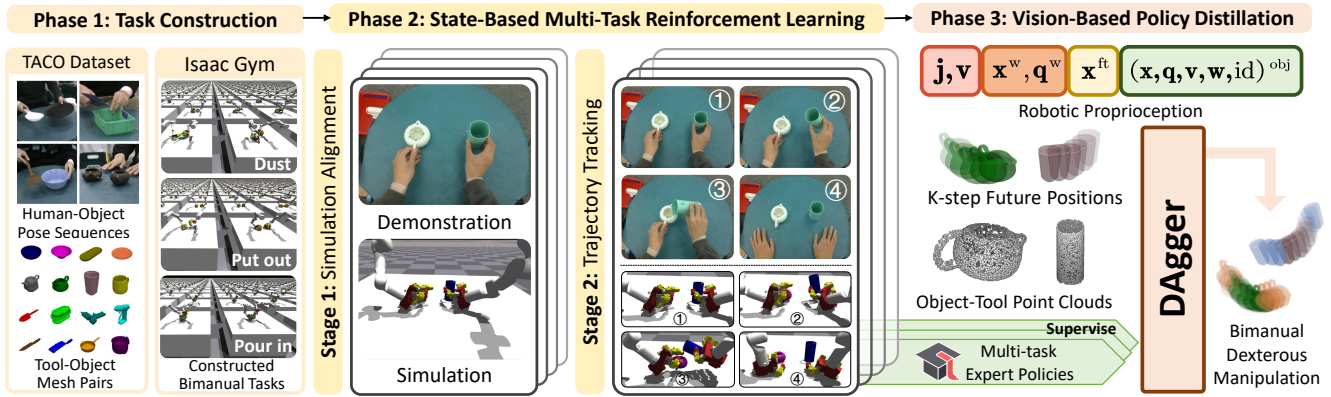 Phase 1: Task Construction
Phase 2: State-Based Multi-Task Reinforcement Learning
Phase 3: Vision-Based Policy Distillation
TACO Dataset
Human-Object
Pose Sequences
Tool-Object
Mesh Pairs
Isaac Gym
Dust
Put out
Pour in
Constructed
Bimanual Tasks
Stage 1: Simulation Alignment
Demonstration
Simulation
Stage 2: Trajectory Tracking
①
②
③
④
①
②
③
④
j,v
x^w, q^w
x^ft
(x,q,v,w,id)^obj
Robotic Proprioception
K-step Future Positions
Object-Tool Point Clouds
Supervise
Multi-task
Expert Policies
DAgger
Bimanual
Dexterous
Manipulation